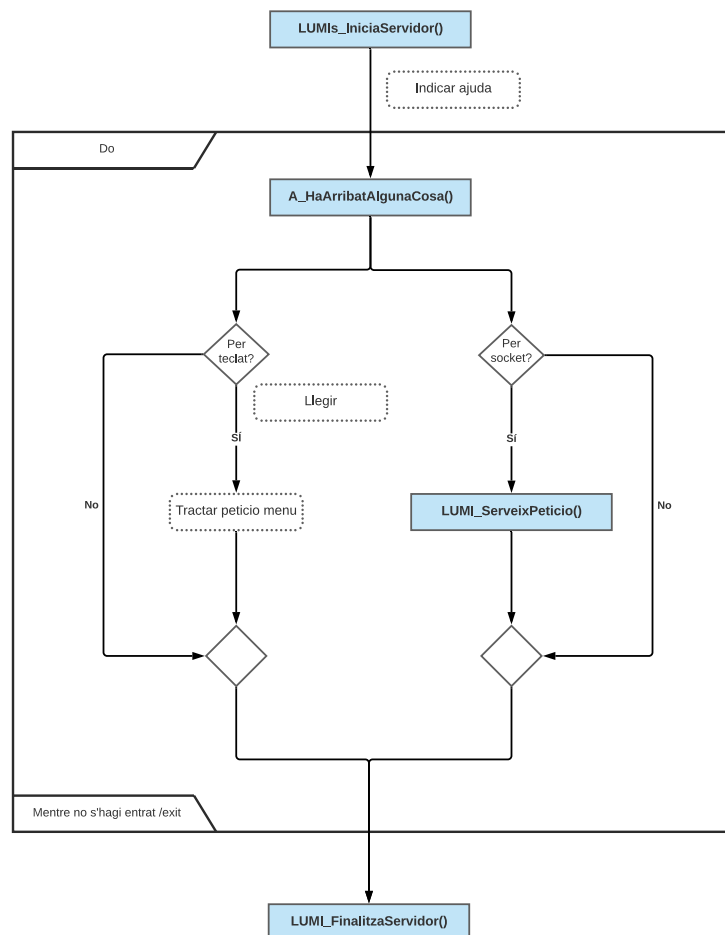 LUMIs_IniciaServidor()
Indicar ajuda
Do
A_HaArribatAlgunaCosa()
Per
teclat?
Per
socket?
Llegir
SÍ
Sí
No
Tractar peticio menu
LUMI_ServeixPeticio()
No
Mentre no s'hagi entrat /exit
LUMI_FinalitzaServidor()